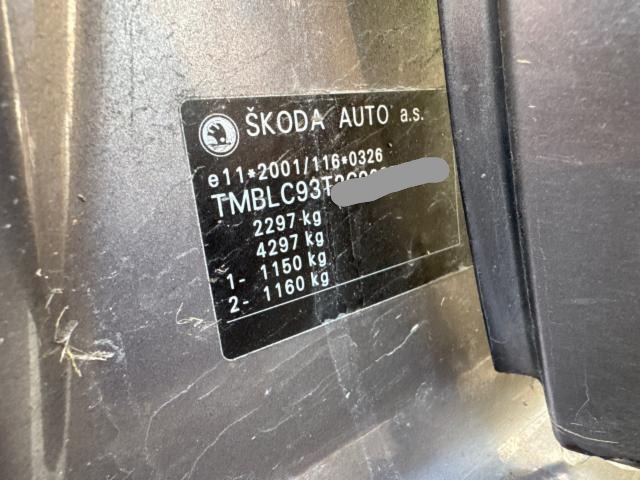 ŠKODA AUTO a.s.
e11*2001/116*0326
TMBLC93T
2297 kg
4297 kg
1- 1150 kg
2- 1160 kg